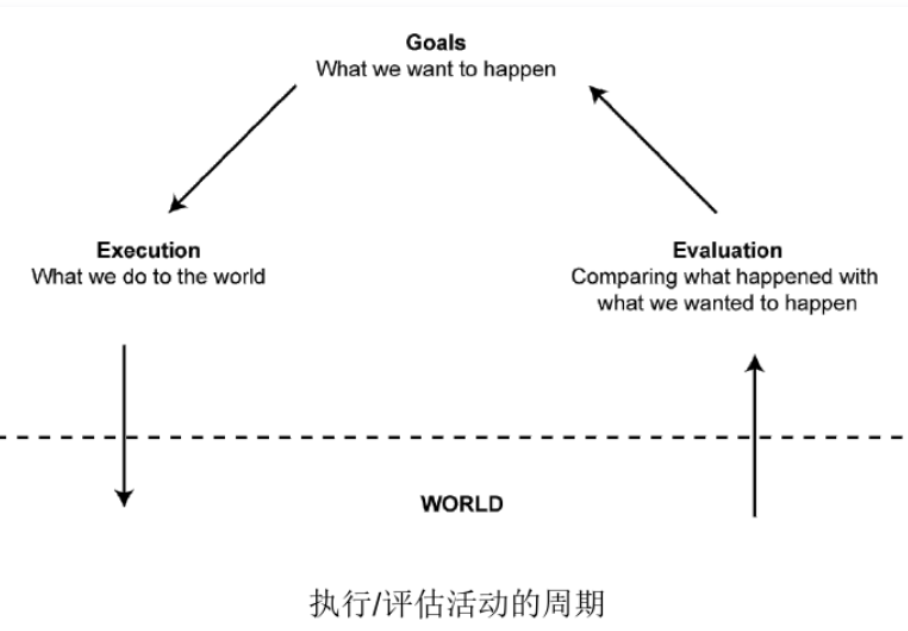 Goals
What we want to happen
Execution
What we do to the world
Evaluation
Comparing what happened with
what we wanted to happen
WORLD
执行/评估活动的周期